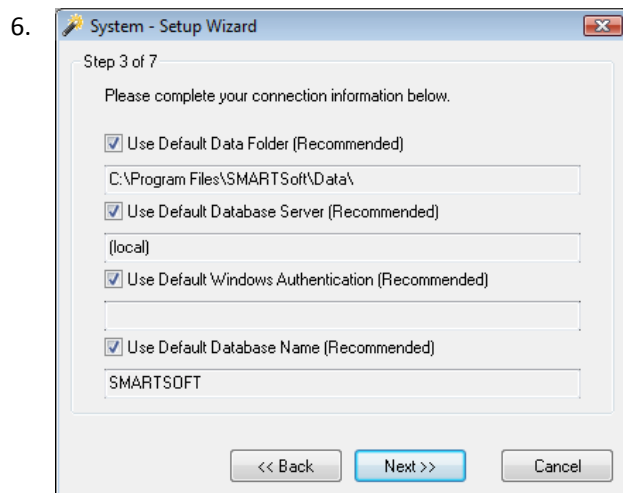 6.
System - Setup Wizard
Step 3 of 7
Please complete your connection information below.
Use Default Data Folder (Recommended)
C:\Program Files\SMARTSoft\Data\
Use Default Database Server (Recommended)
(local)
Use Default Windows Authentication (Recommended)
Use Default Database Name (Recommended)
SMARTSOFT
<< Back Next >> Cancel